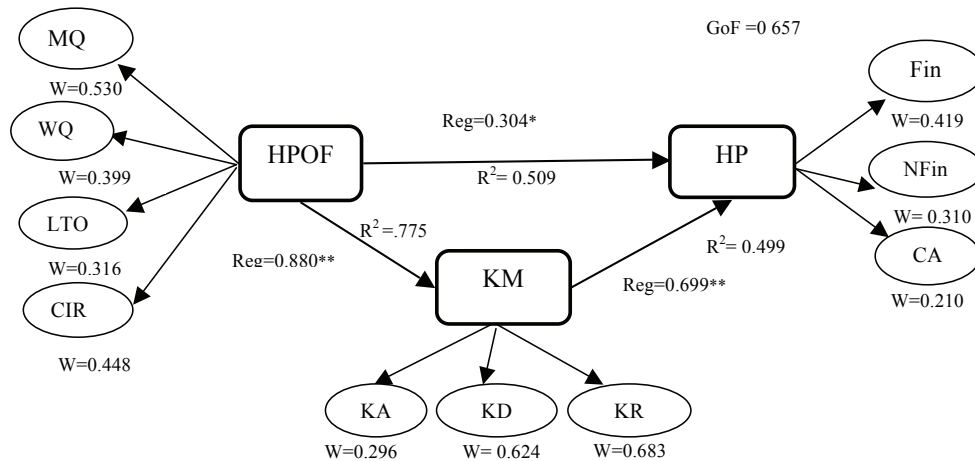 MQ
GoF =0 657
W=0.530
Fin
WQ
Reg=0.304*
W=0.419
HPOF
HP
W=0.399
R2= 0.509
NFin
LTO
W= 0.310
R2 =.775
R2= 0.499
W=0.316
Reg=0.880**
KM
Reg=0.699**
CA
CIR
W=0.210
W=0.448
KA
KD
KR
W=0.296
W= 0.624
W=0.683